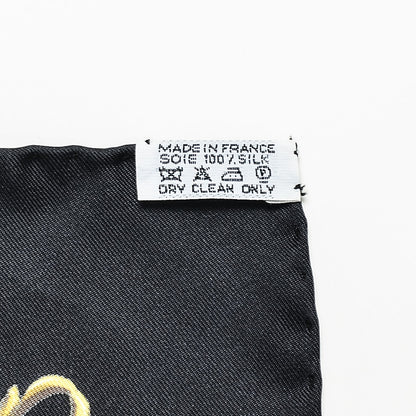 MADE IN FRANCE
SOIE 100% SILK
P
DRY CLEAN ONLY